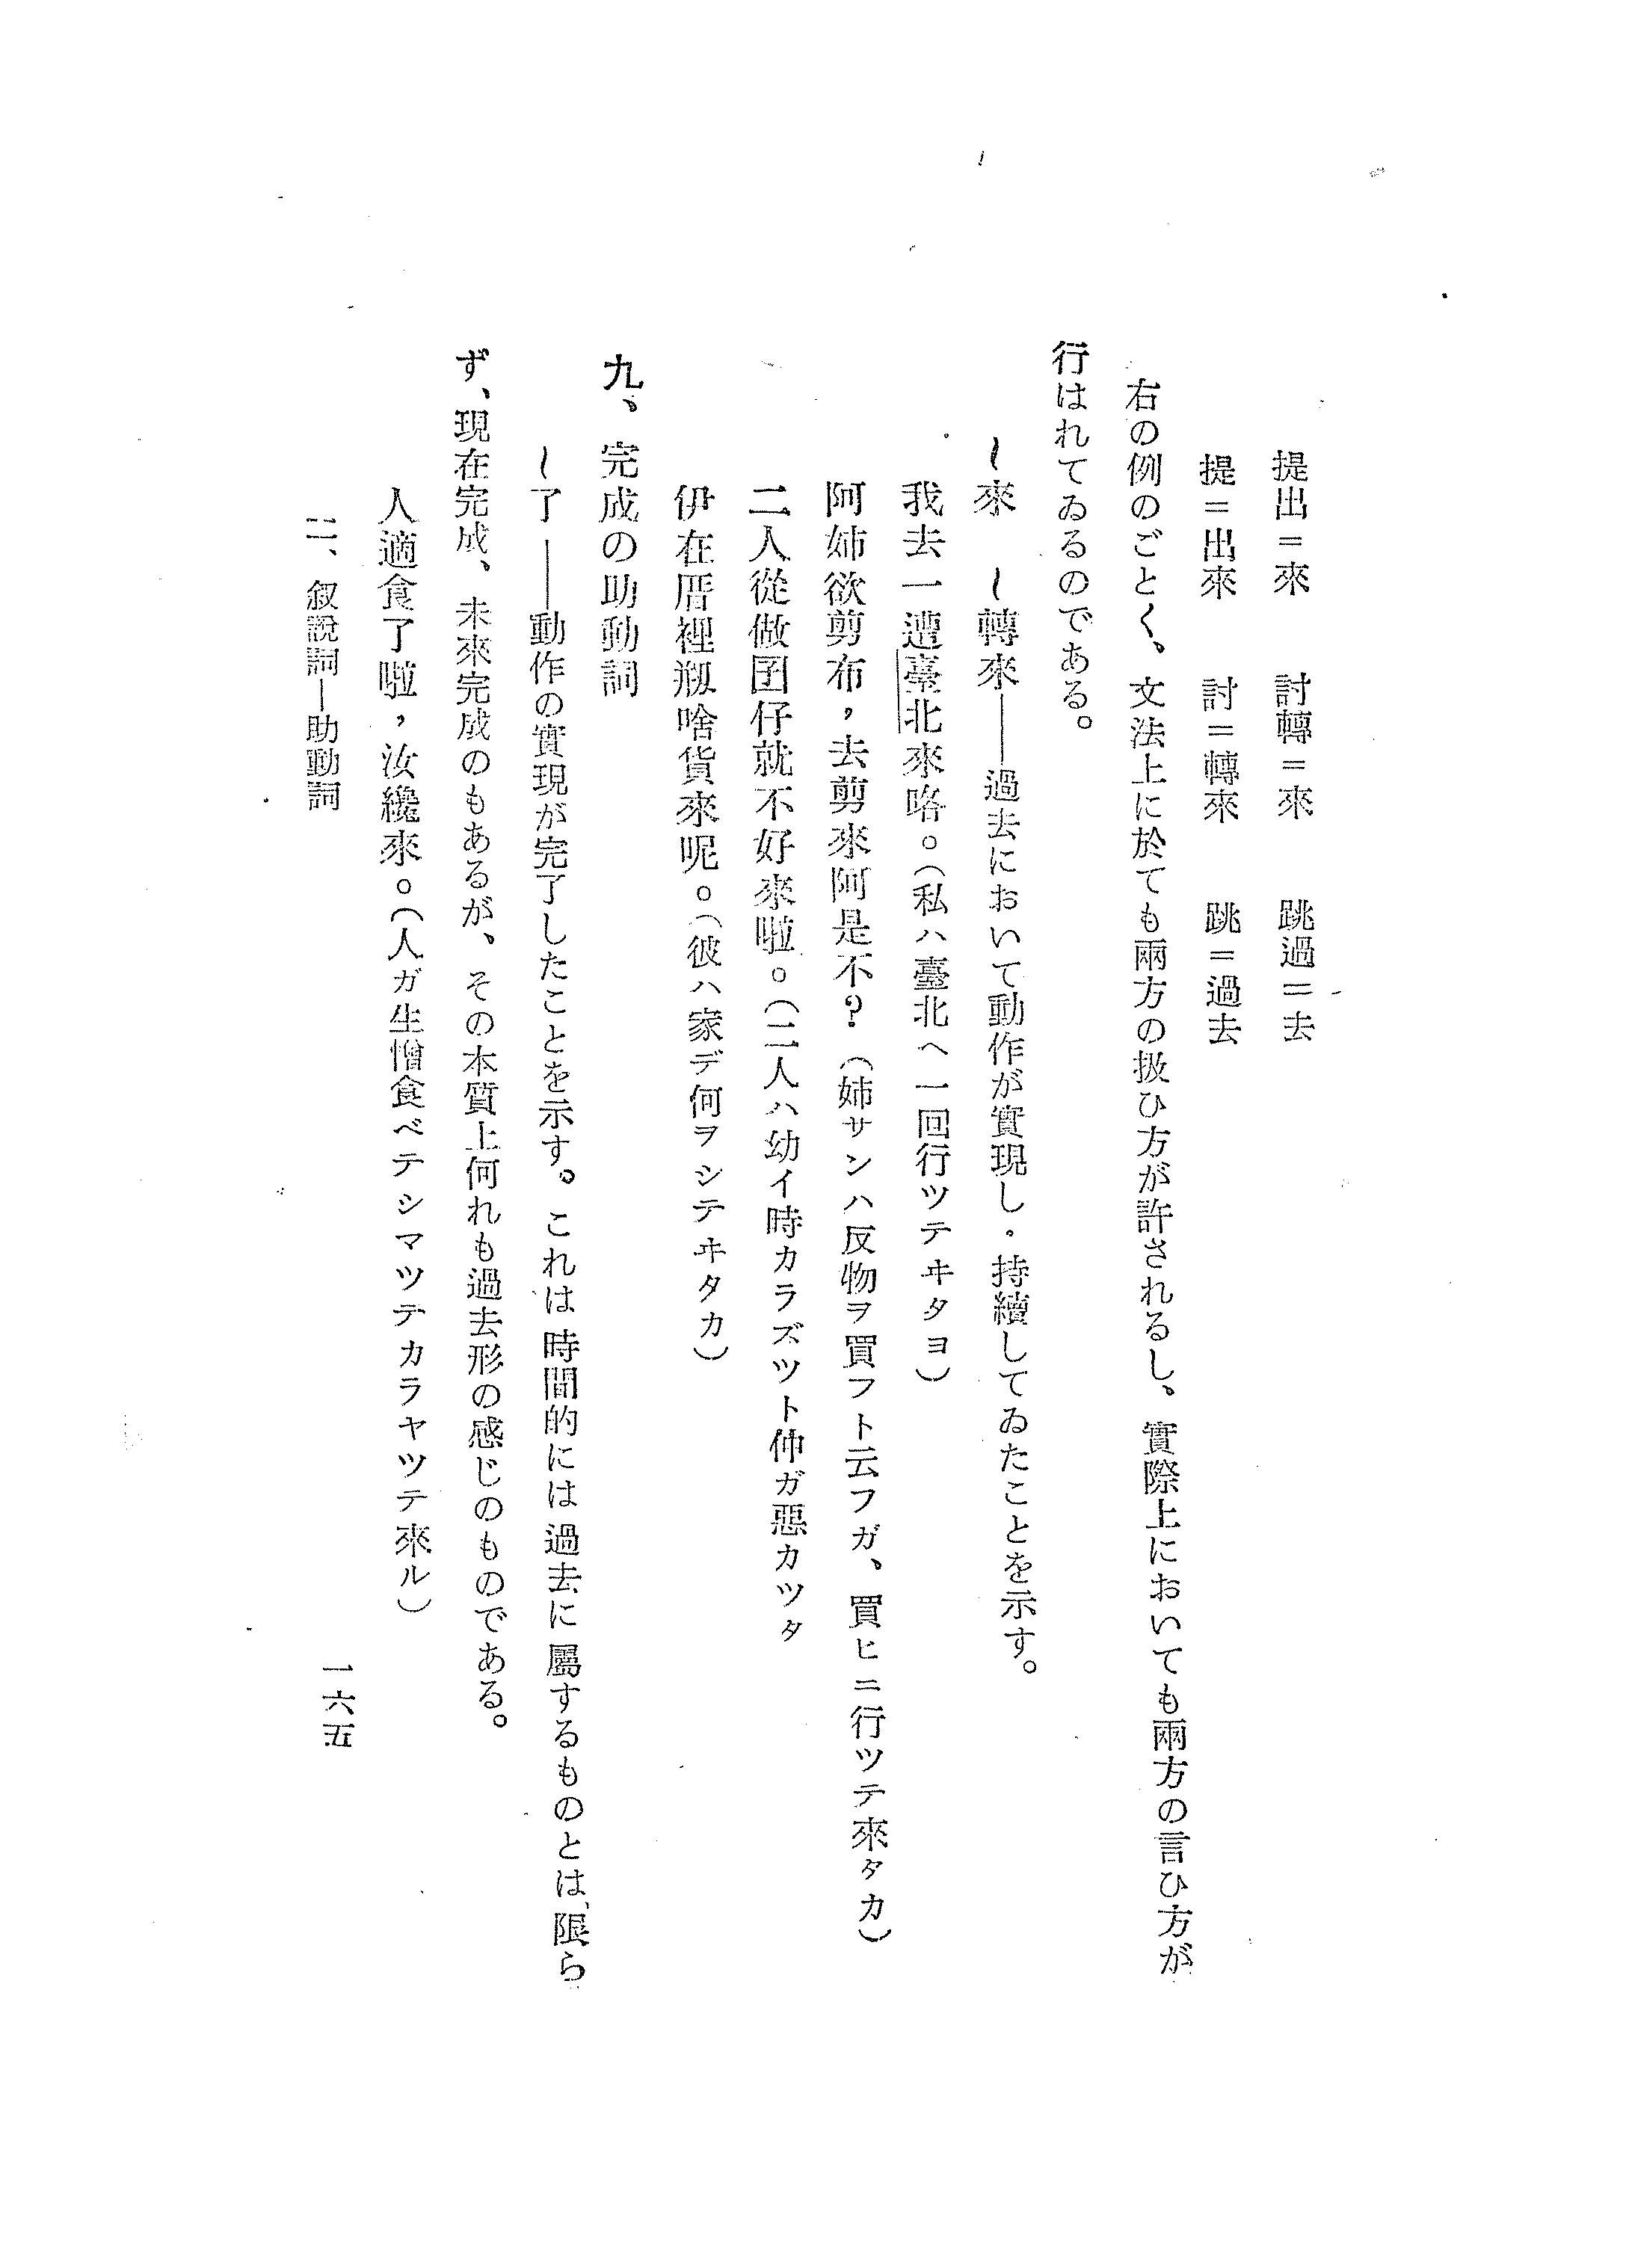 提出＝來　　討轉＝來　　跳過＝去
提＝出來　　討＝轉來　　跳＝過去
右の例のごとく、文法上に於ても兩方の扱ひ方が許されるし、實際上においても兩方の言ひ方が
行はれてゐるのである。
〜來　〜轉來――過去において動作が實現し・持續してゐたことを示す。
我去一遭臺北來咯。（私ハ臺北ヘ一回行ツテヰタヨ）
阿姉欲剪布，去剪來阿是不？（姉サンハ反物ヲ買フト云フガ、買ヒニ行ツテ來タカ）
二人從做囝仔就不好來啦。（二人ハ幼イ時カラズツト仲ガ惡カツタ
伊在厝裡剏啥貨來呢。（彼ハ家デ何ヲシテヰタカ）
九、完成の助動詞
〜了――動作の實現が完了したことを示す。これは時間的には過去に屬するものとは、限ら
ず、現在完成、未來完成のもあるが、その本質上何れも過去形の感じのものである。
人適食了啦，汝纔來。（人ガ生憎食ベテシマツテカラヤツテ來ル）
二、叙說詞―助動詞
一六五